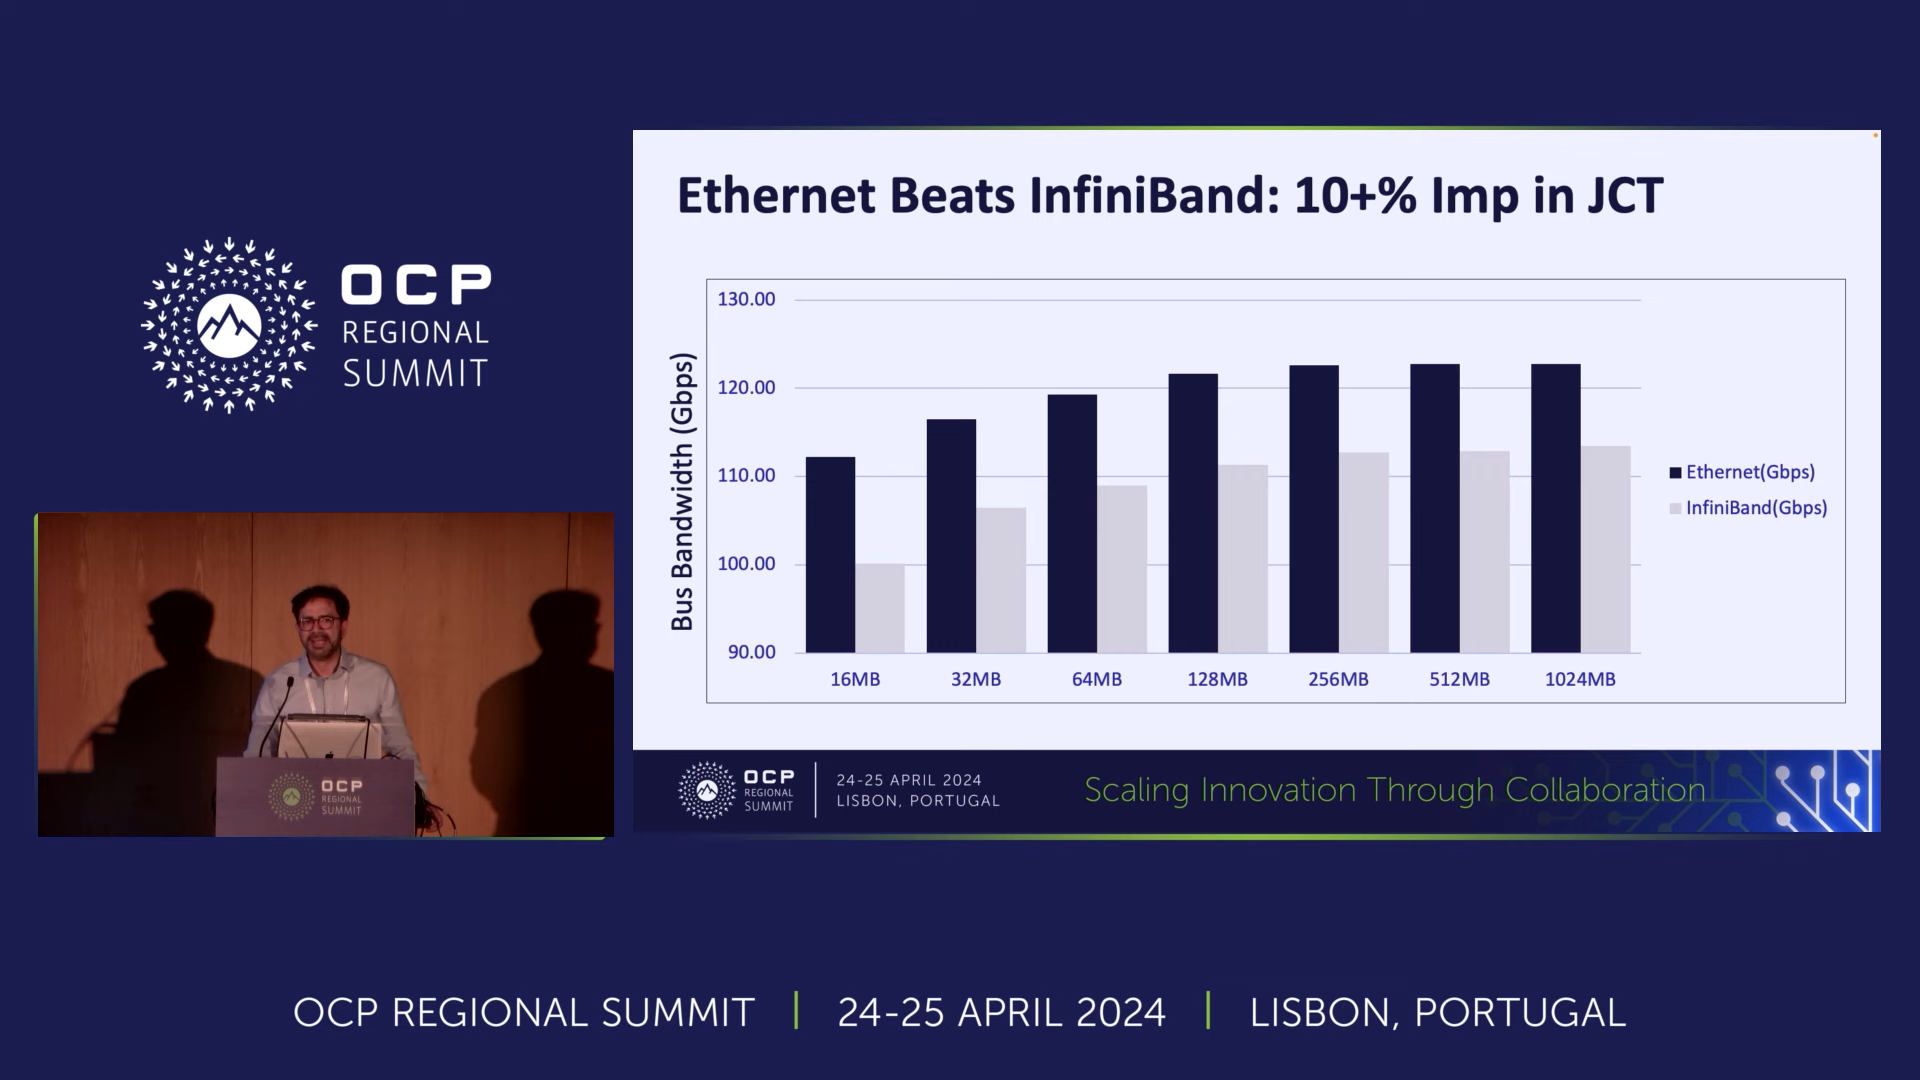 OCP
REGIONAL
SUMMIT
Ethernet Beats InfiniBand: 10+% Imp in JCT
Bus Bandwidth (Gbps)
130.00
120.00
110.00
100.00
90.00
16MB 32MB 64MB 128MB 256MB 512MB 1024MB
Ethernet(Gbps)
InfiniBand(Gbps)
OCP
REGIONAL
SUMMIT
24-25 APRIL 2024
LISBON, PORTUGAL
Scaling Innovation Through Collaboration
OCP
REGIONAL
SUMMIT
OCP REGIONAL SUMMIT | 24-25 APRIL 2024 | LISBON, PORTUGAL